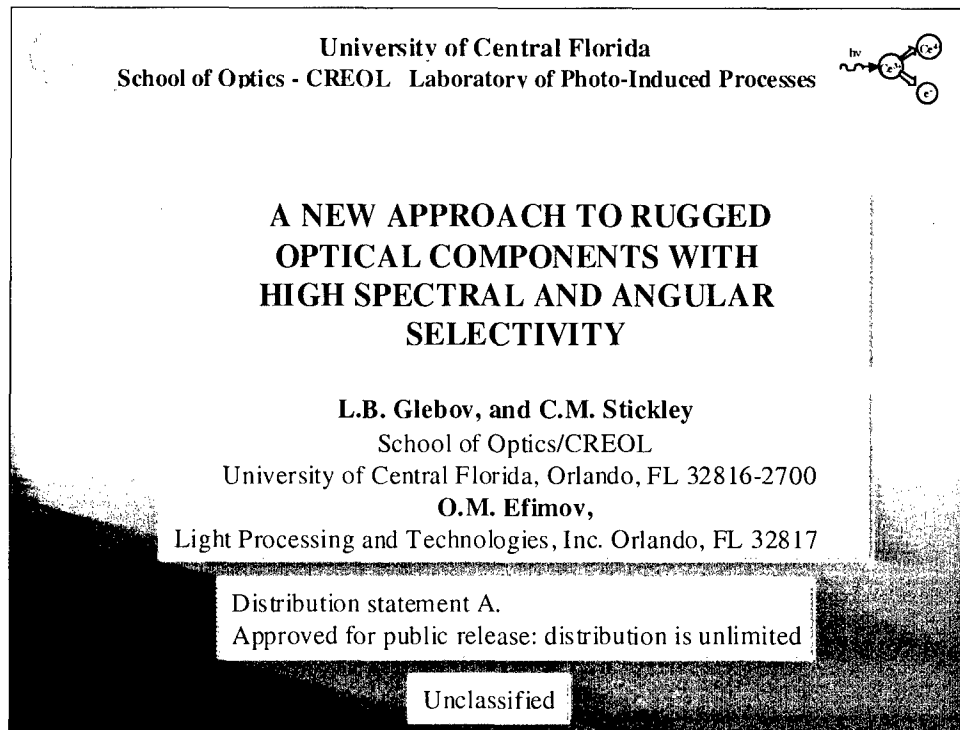 University of Central Florida
School of Optics - CREOL Laboratory of Photo-Induced Processes
hν
Ce³⁺
Ce⁴⁺
e⁻
A NEW APPROACH TO RUGGED
OPTICAL COMPONENTS WITH
HIGH SPECTRAL AND ANGULAR
SELECTIVITY
L.B. Glebov, and C.M. Stickley
School of Optics/CREOL
University of Central Florida, Orlando, FL 32816-2700
O.M. Efimov,
Light Processing and Technologies, Inc. Orlando, FL 32817
Distribution statement A.
Approved for public release: distribution is unlimited
Unclassified